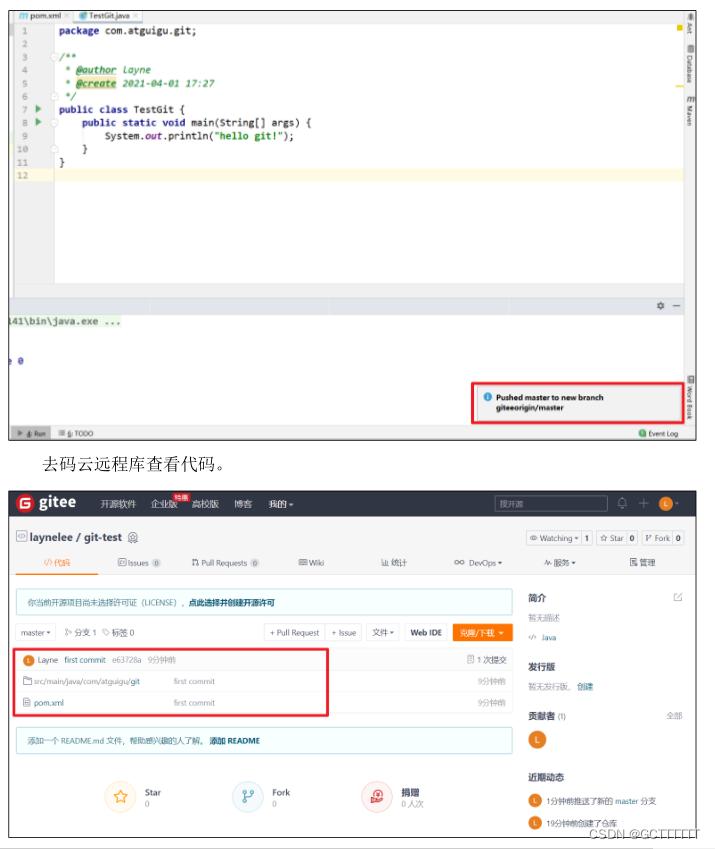 pom.xml TestGit.java
1 package com.atguigu.git;
2
3 /**
4 * @author layne
5 * @create 2021-04-01 17:27
6 */
7 public class TestGit {
8 public static void main(String[] args) {
9 System.out.println("hello git!");
10 }
11 }
12
Ant
Database
Maven
141\bin\java.exe ...
e 0
Pushed master to new branch
giteeorigin/master
Word Book
4: Run 6: TODO Event Log
去码云远程库查看代码。
gitee 开源软件 企业版 特惠 高校版 博客 我的 搜开源 L
laynelee / git-test Watching 1 Star 0 Fork 0
代码 Issues 0 Pull Requests 0 Wiki 统计 DevOps 服务 管理
你当前开源项目尚未选择许可证（LICENSE），点此选择并创建开源许可
简介
暂无描述
master 分支 1 标签 0 + Pull Request + Issue 文件 Web IDE 克隆/下载
Java
L Layne first commit e63728a 9分钟前 1 次提交
发行版
src/main/java/com/atguigu/git first commit 9分钟前
暂无发行版，创建
pom.xml first commit 9分钟前
贡献者 (1) 全部
L
添加一个 README.md 文件，帮助感兴趣的人了解。 添加 README
近期动态
Star
0
Fork
0
捐赠
0 人次
L 1分钟前推送了新的 master 分支
L 19分钟前创建了仓库
CSDN @GCTTTTTT